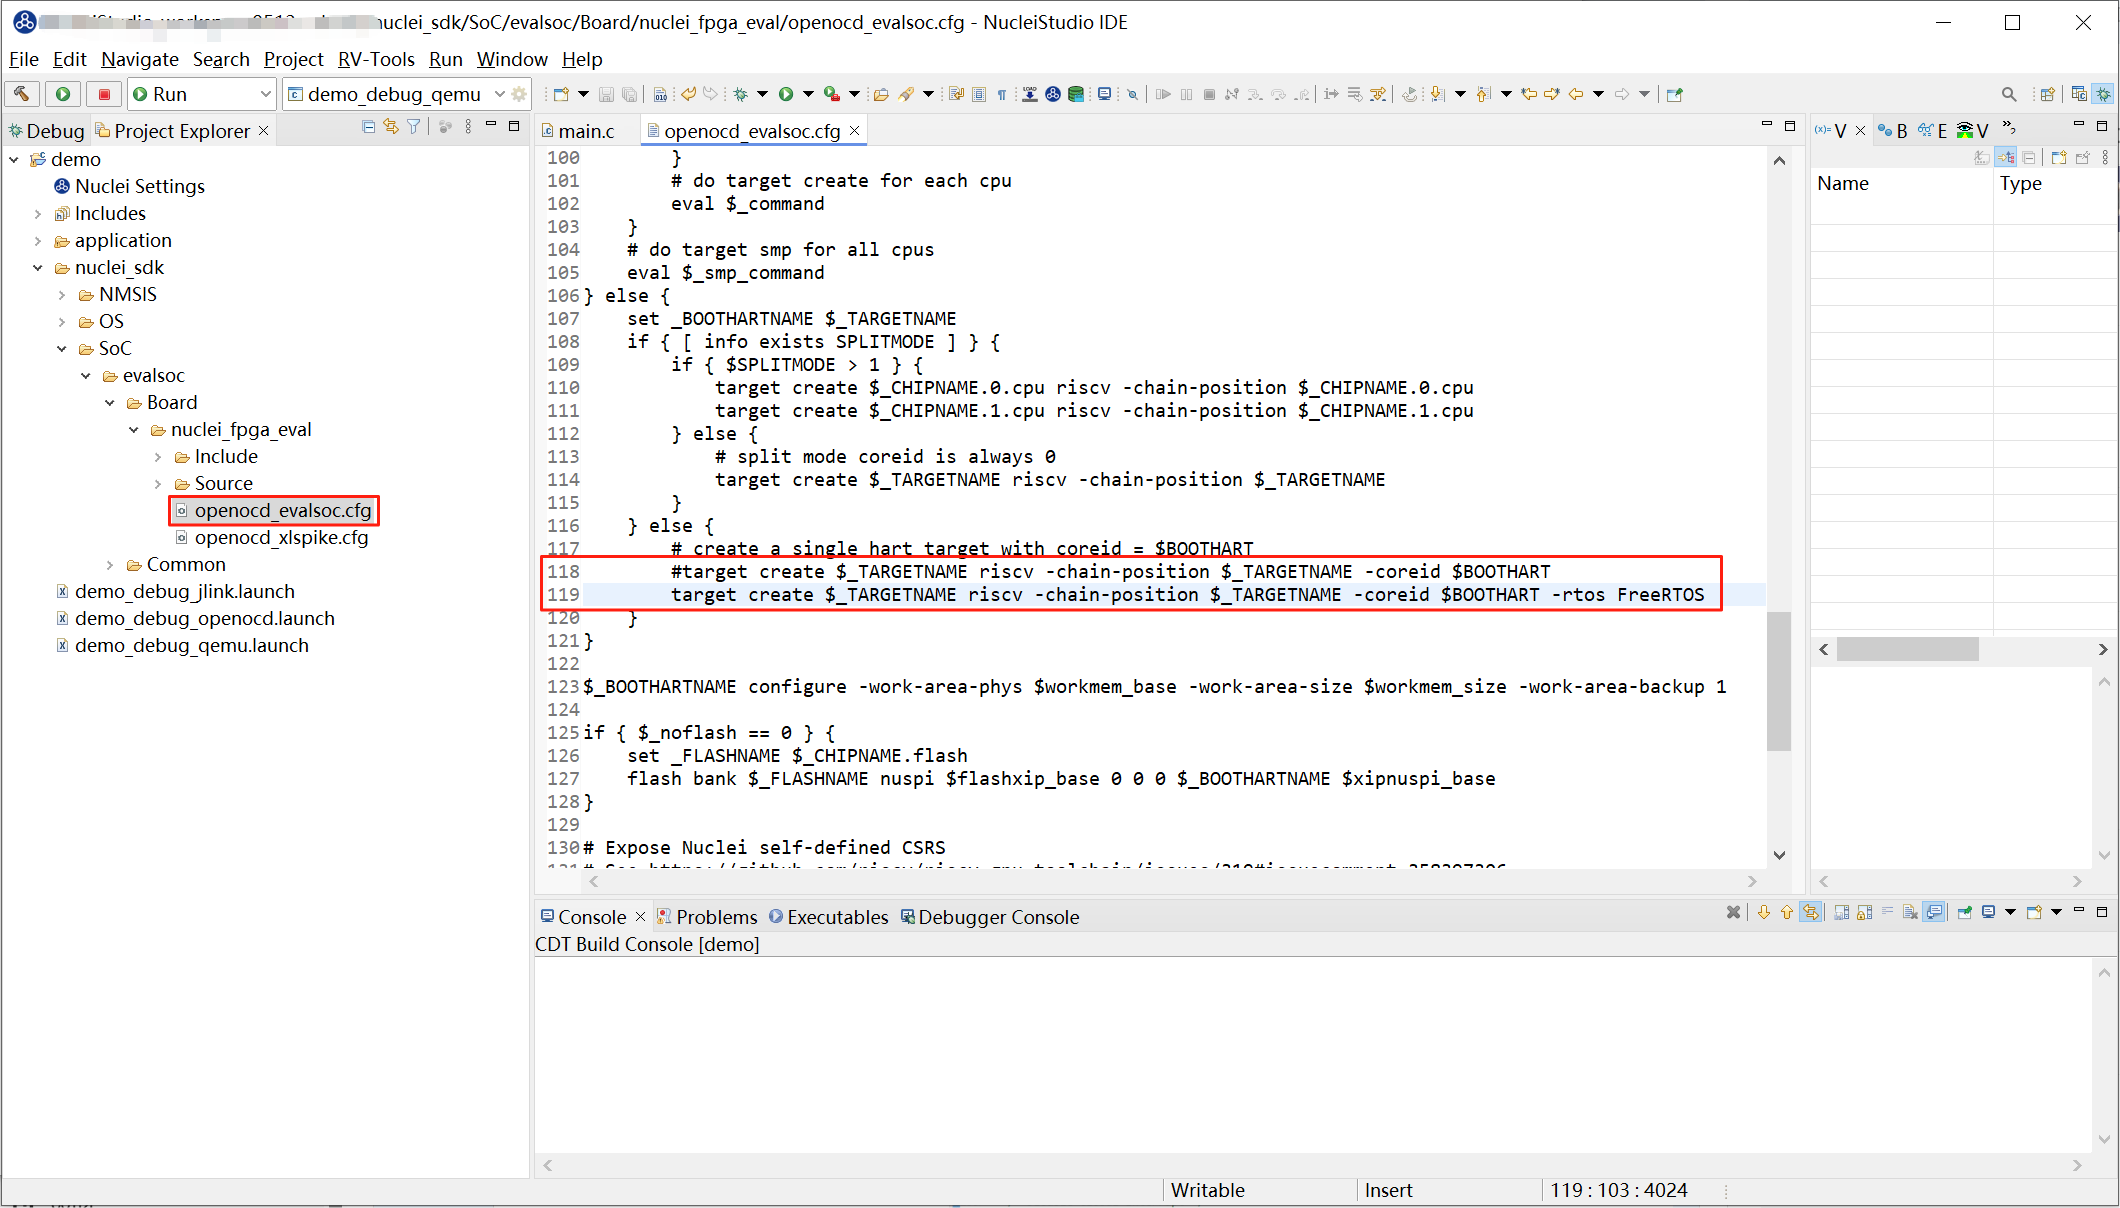 nuclei_sdk/SoC/evalsoc/Board/nuclei_fpga_eval/openocd_evalsoc.cfg - NucleiStudio IDE
File Edit Navigate Search Project RV-Tools Run Window Help
Run demo_debug_qemu
Debug Project Explorer
demo
Nuclei Settings
Includes
application
nuclei_sdk
NMSIS
OS
SoC
evalsoc
Board
nuclei_fpga_eval
Include
Source
openocd_evalsoc.cfg
openocd_xlspike.cfg
Common
demo_debug_jlink.launch
demo_debug_openocd.launch
demo_debug_qemu.launch
main.c openocd_evalsoc.cfg
100 }
101 # do target create for each cpu
102 eval $_command
103 }
104 # do target smp for all cpus
105 eval $_smp_command
106 } else {
107 set _BOOTHARTNAME $_TARGETNAME
108 if { [ info exists SPLITMODE ] } {
109 if { $SPLITMODE > 1 } {
110 target create $_CHIPNAME.0.cpu riscv -chain-position $_CHIPNAME.0.cpu
111 target create $_CHIPNAME.1.cpu riscv -chain-position $_CHIPNAME.1.cpu
112 } else {
113 # split mode coreid is always 0
114 target create $_TARGETNAME riscv -chain-position $_TARGETNAME
115 }
116 } else {
117 # create a single hart target with coreid = $BOOTHART
118 #target create $_TARGETNAME riscv -chain-position $_TARGETNAME -coreid $BOOTHART
119 target create $_TARGETNAME riscv -chain-position $_TARGETNAME -coreid $BOOTHART -rtos FreeRTOS
120 }
121 }
122
123 $_BOOTHARTNAME configure -work-area-phys $workmem_base -work-area-size $workmem_size -work-area-backup 1
124
125 if { $_noflash == 0 } {
126 set _FLASHNAME $_CHIPNAME.flash
127 flash bank $_FLASHNAME nuspi $flashxip_base 0 0 0 $_BOOTHARTNAME $xipnuspi_base
128 }
129
130 # Expose Nuclei self-defined CSRS
V B E V
Name Type
Console Problems Executables Debugger Console
CDT Build Console [demo]
Writable Insert 119 : 103 : 4024